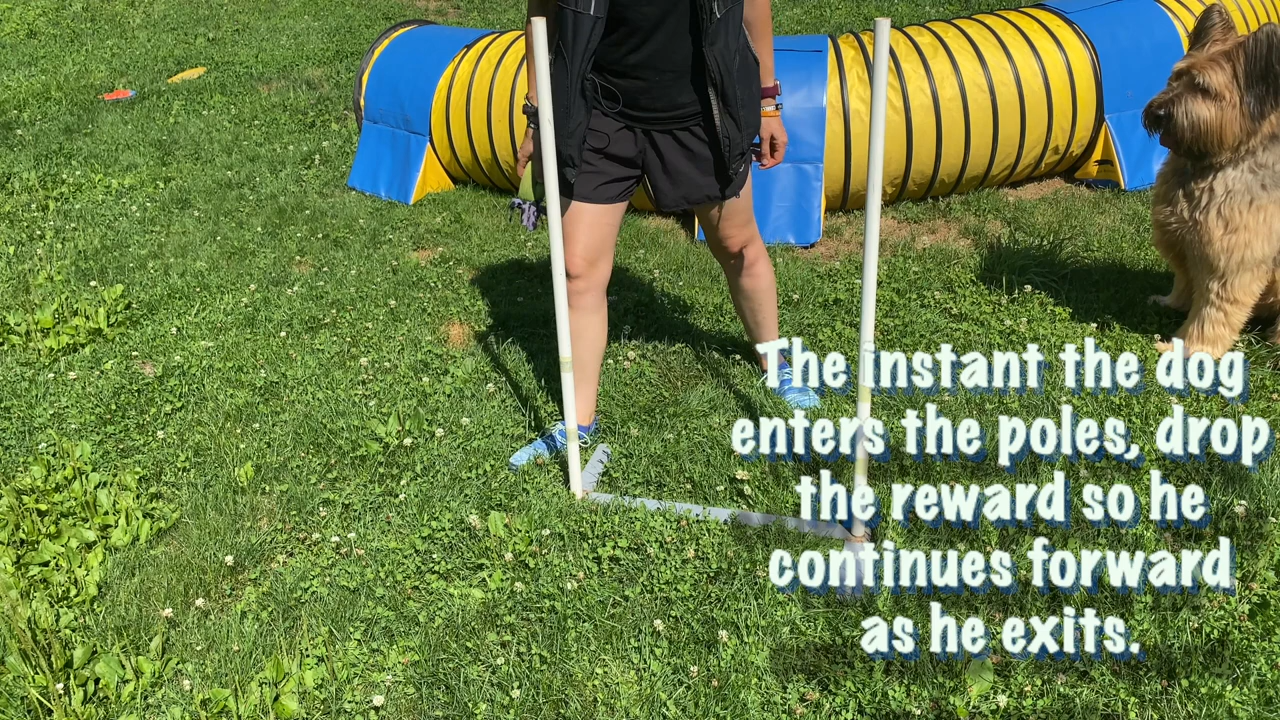 The instant the dog
enters the poles, drop
the reward so he
continues forward
as he exits.